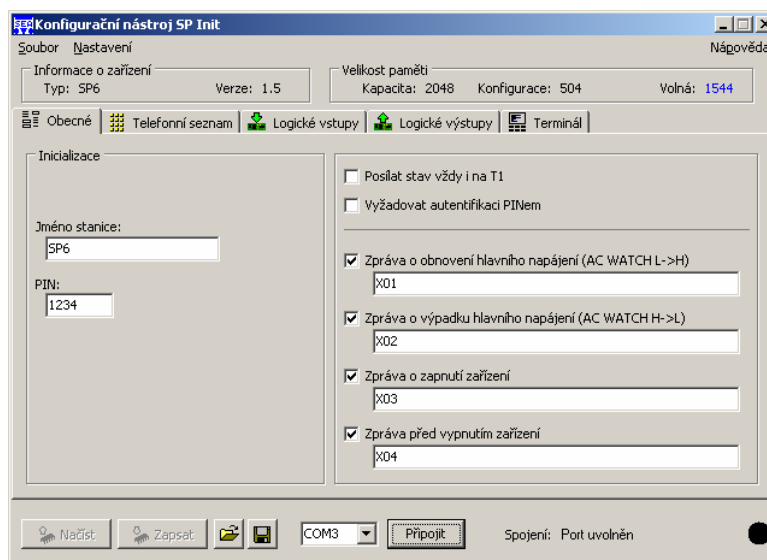 SEP Konfigurační nástroj SP Init
Soubor Nastavení Nápověda
Informace o zařízení
Typ: SP6 Verze: 1.5
Velikost paměti
Kapacita: 2048 Konfigurace: 504 Volná: 1544
Obecné Telefonní seznam Logické vstupy Logické výstupy Terminál
Inicializace
Jméno stanice:
SP6
PIN:
1234
Posílat stav vždy i na T1
Vyžadovat autentifikaci PINem
Zpráva o obnovení hlavního napájení (AC WATCH L->H)
X01
Zpráva o výpadku hlavního napájení (AC WATCH H->L)
X02
Zpráva o zapnutí zařízení
X03
Zpráva před vypnutím zařízení
X04
Načíst Zapsat COM3 Připojit Spojení: Port uvolněn